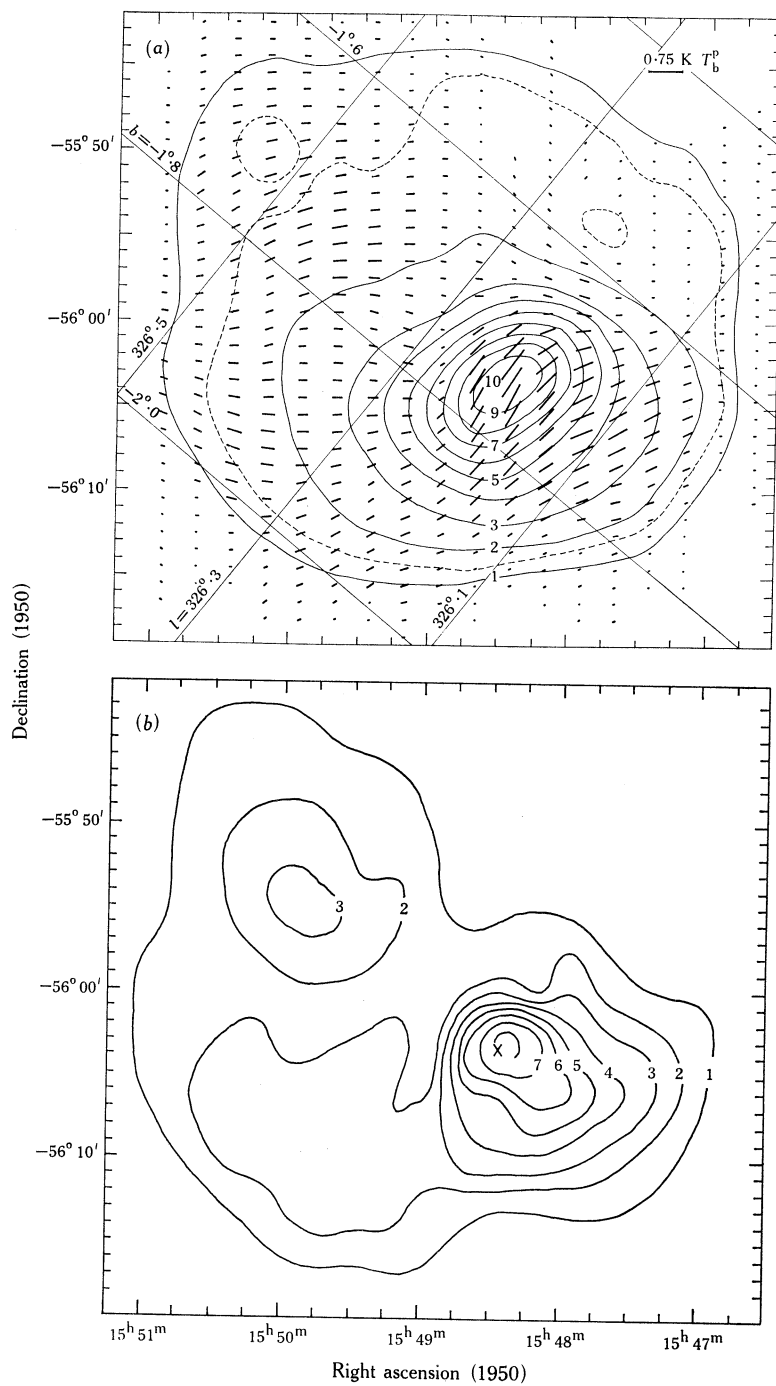 (a)
−1°·6
0·75 K T_b^p
−55° 50′
b=−1°·8
−56° 00′
326°·5
−2°·0
−56° 10′
10
9
7
5
3
2
1
l=326°·3
326°·1
Declination (1950)
(b)
−55° 50′
3
2
−56° 00′
×
7
6
5
4
3
2
1
−56° 10′
15ʰ 51ᵐ
15ʰ 50ᵐ
15ʰ 49ᵐ
15ʰ 48ᵐ
15ʰ 47ᵐ
Right ascension (1950)